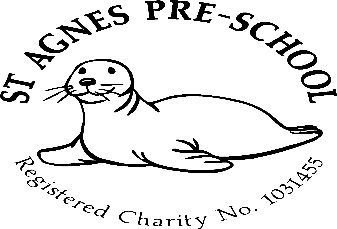 ST AGNES PRE-SCHOOL
Registered Charity No. 1031455